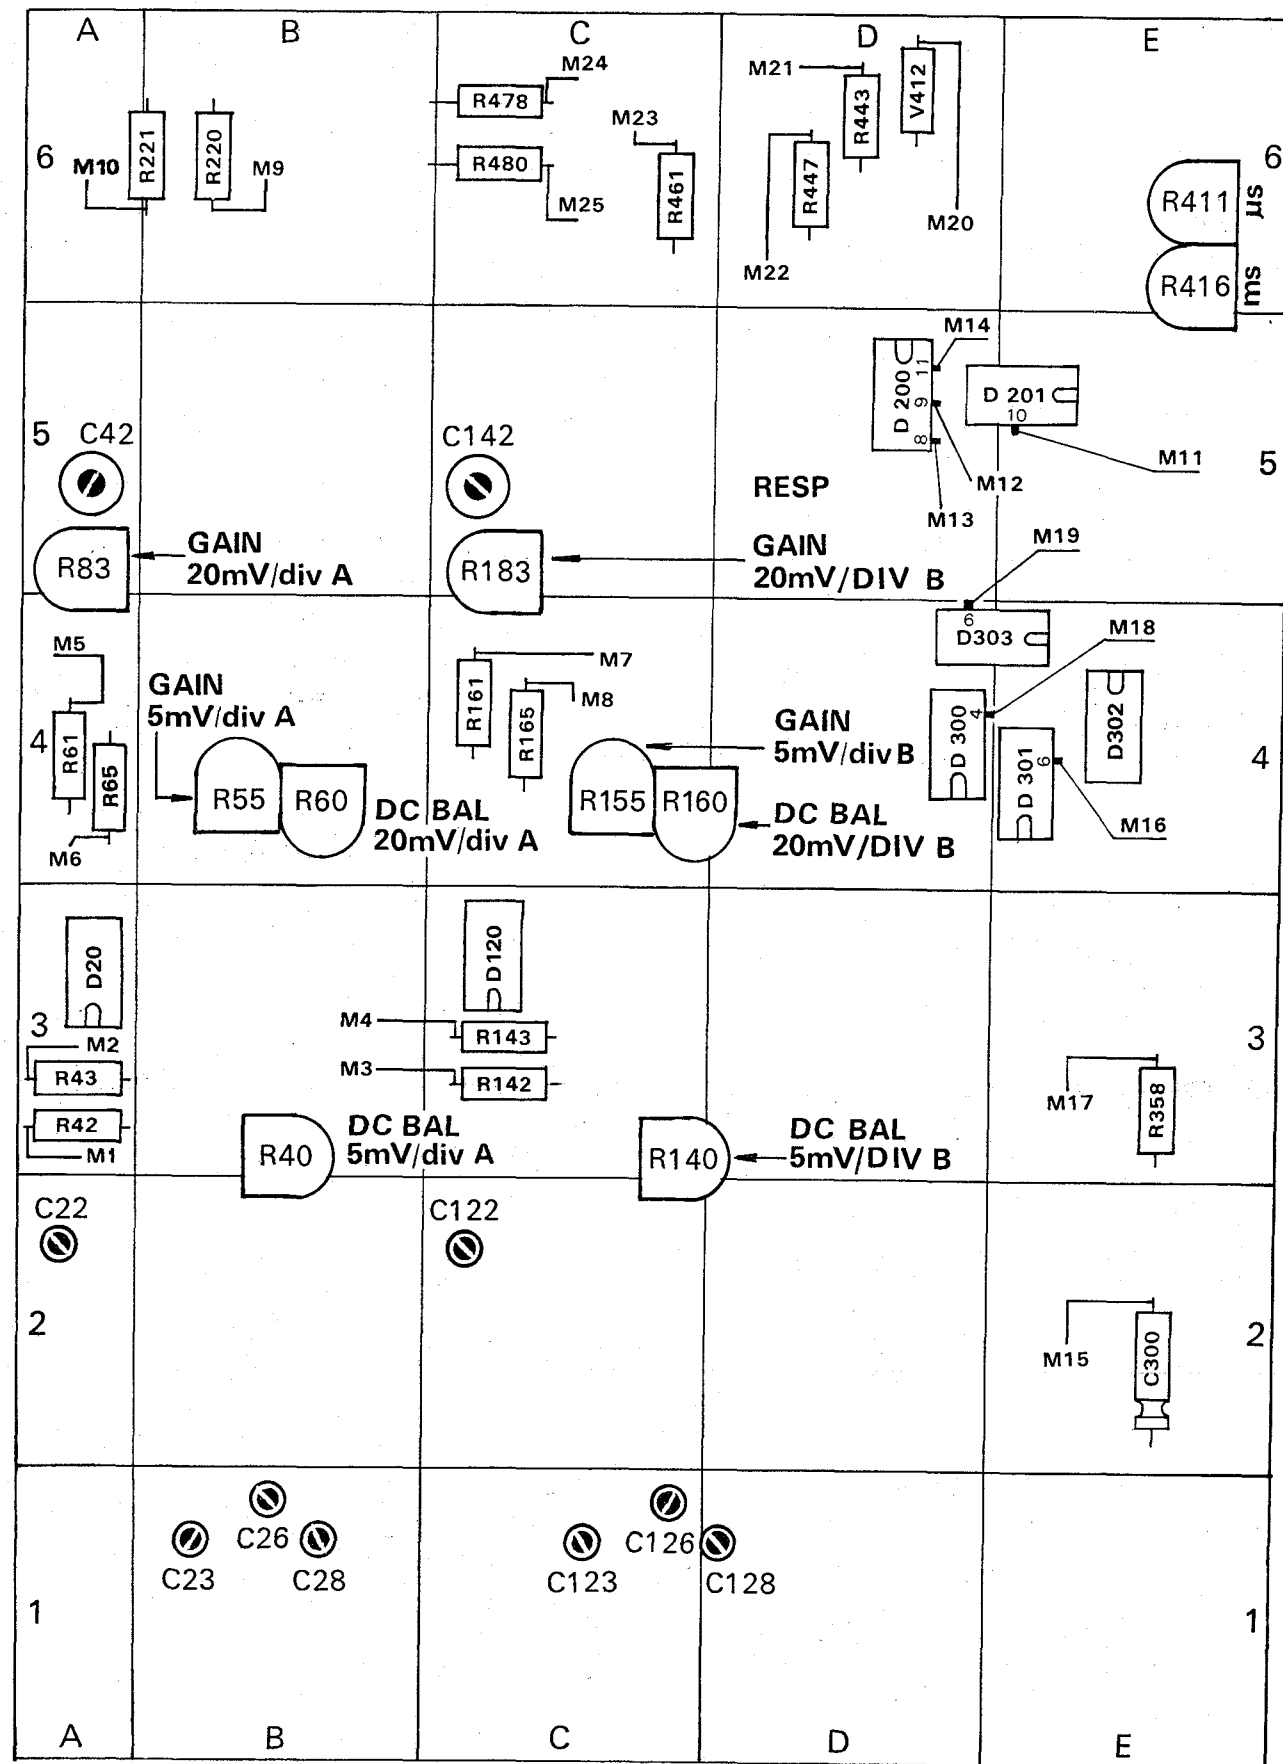 A
B
C
D
E
M24
M21
R478
R443
V412
M23
6
M10
R221
R220
M9
R480
R461
R447
6
M25
M20
R411
µs
M22
R416
ms
M14
11
D 200
9
8
D 201
10
5
C42
C142
M11
5
RESP
M12
M13
M19
R83
GAIN
20mV/div A
R183
GAIN
20mV/DIV B
6
D303
M18
M5
M7
R161
M8
R165
GAIN
5mV/div A
GAIN
5mV/div B
4
D 300
D302
4
R61
R65
6
D 301
4
R55
R60
R155
R160
DC BAL
20mV/div A
DC BAL
20mV/DIV B
M16
M6
D20
D120
3
M4
R143
3
M2
R43
M3
R142
M17
R358
R42
M1
R40
DC BAL
5mV/div A
R140
DC BAL
5mV/DIV B
C22
C122
2
2
M15
C300
C26
C126
C23
C28
C123
C128
1
1
A
B
C
D
E